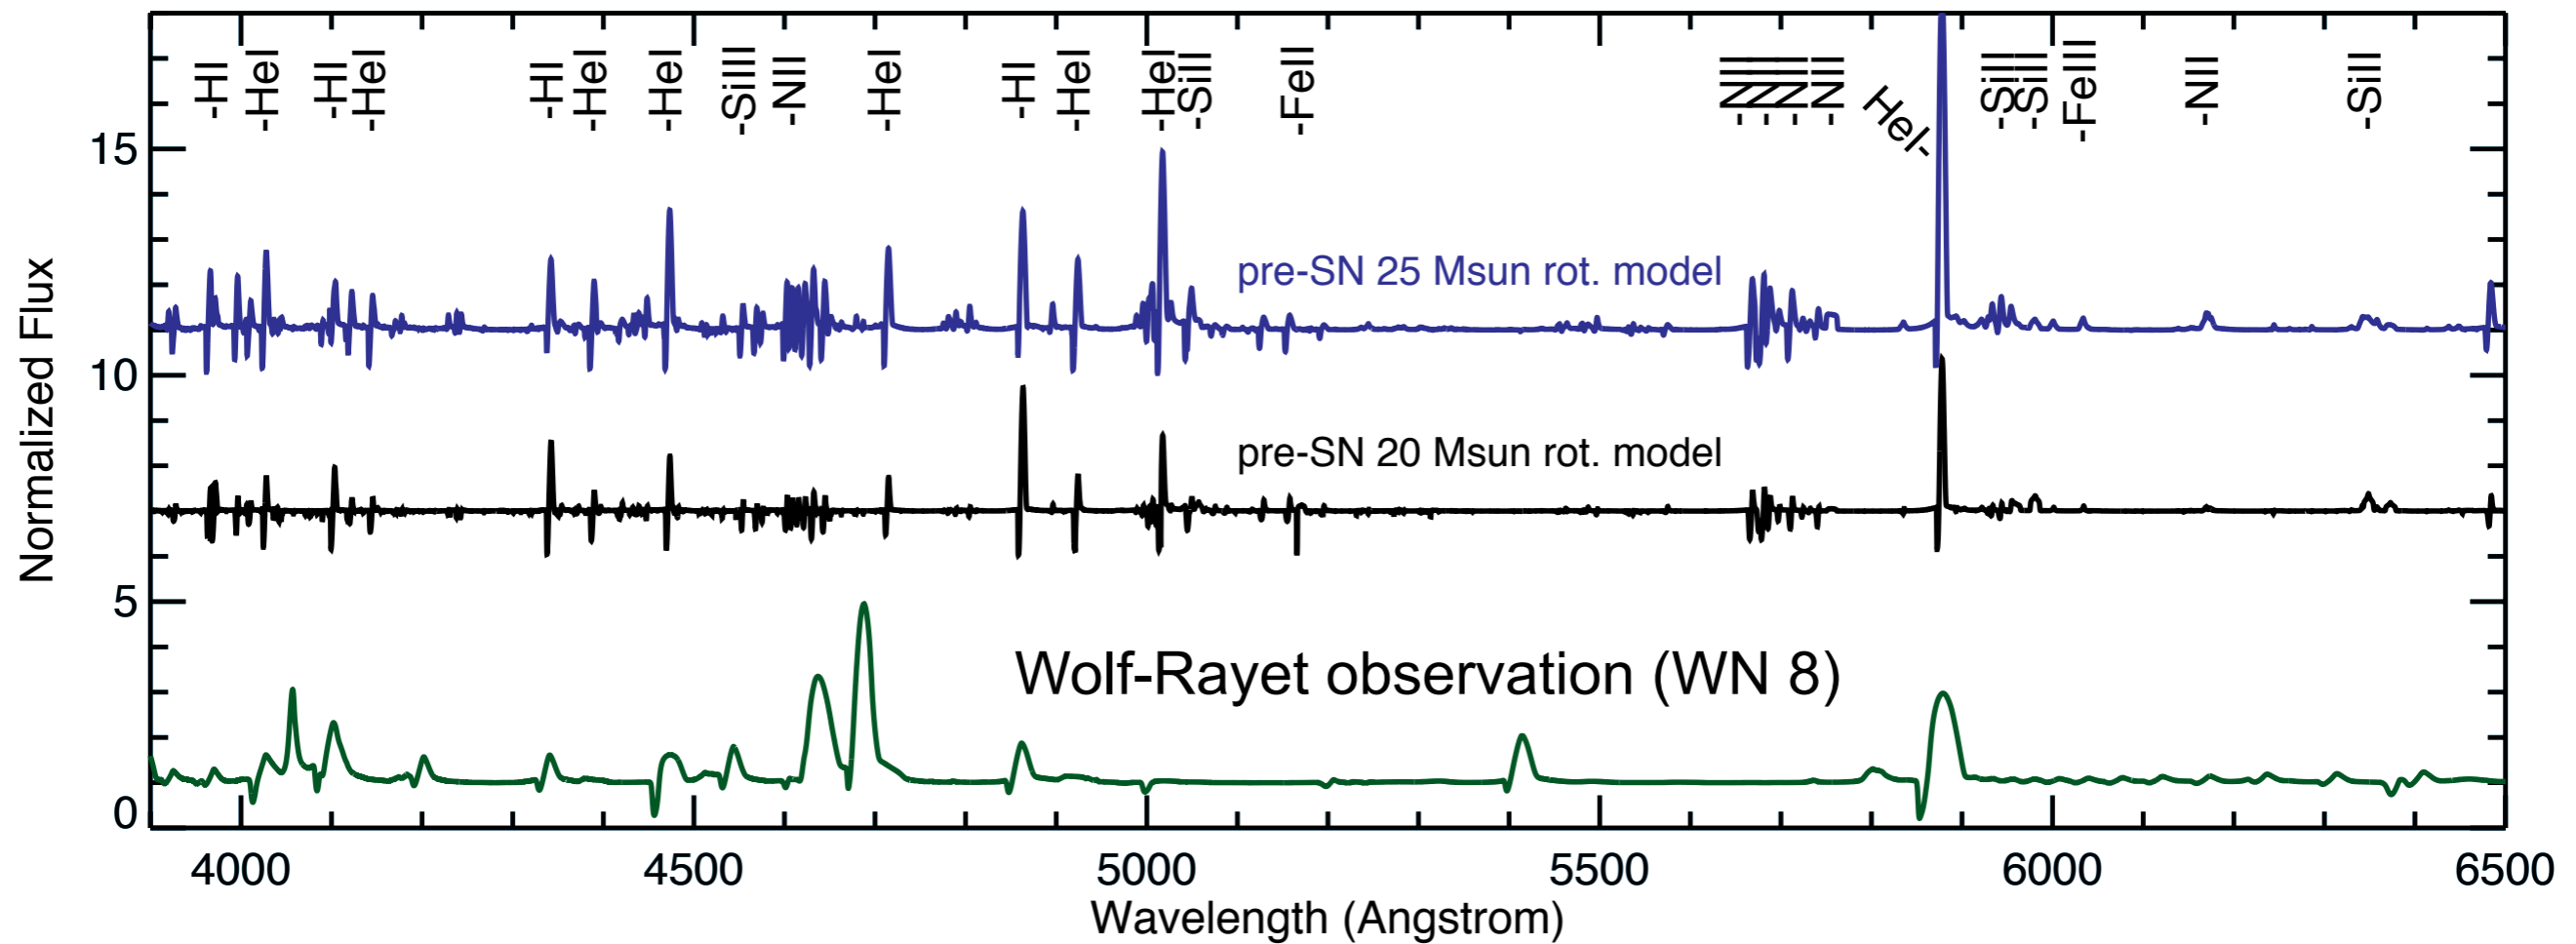 -HI
-HeI
-HI
-HeI
-HI
-HeI
-HeI
-SiIII
-NII
-HeI
-HI
-HeI
-HeI
-SiII
-FeII
-NII
-NII
-NII
-NII
HeI-
-SiII
-SiII
-FeIII
-NII
-SiII
15
10
5
0
Normalized Flux
pre-SN 25 Msun rot. model
pre-SN 20 Msun rot. model
Wolf-Rayet observation (WN 8)
4000 4500 5000 5500 6000 6500
Wavelength (Angstrom)